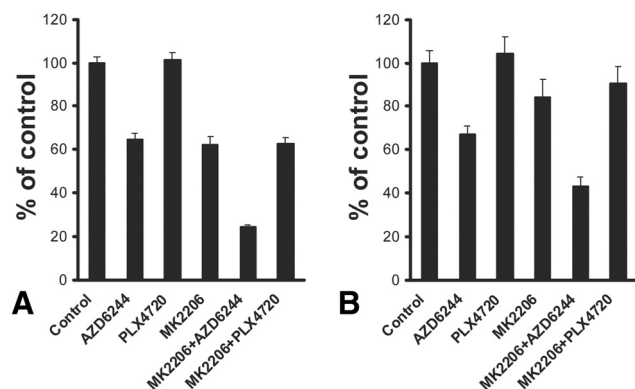 120
100
80
60
40
20
0
% of control
Control
AZD6244
PLX4720
MK2206
MK2206+AZD6244
MK2206+PLX4720
A
120
100
80
60
40
20
0
% of control
Control
AZD6244
PLX4720
MK2206
MK2206+AZD6244
MK2206+PLX4720
B